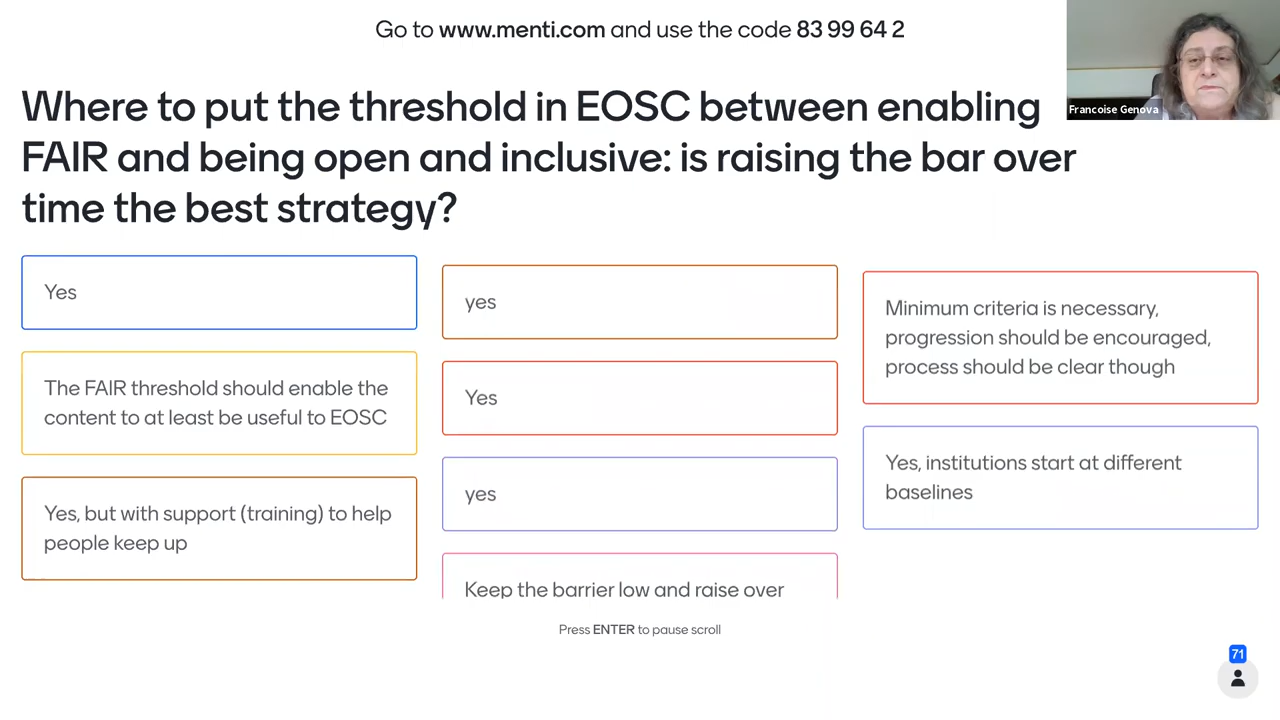 Go to www.menti.com and use the code 83 99 64 2
Francoise Genova
Where to put the threshold in EOSC between enabling
FAIR and being open and inclusive: is raising the bar over
time the best strategy?
Yes
The FAIR threshold should enable the
content to at least be useful to EOSC
Yes, but with support (training) to help
people keep up
yes
Yes
yes
Keep the barrier low and raise over
Minimum criteria is necessary,
progression should be encouraged,
process should be clear though
Yes, institutions start at different
baselines
Press ENTER to pause scroll
71